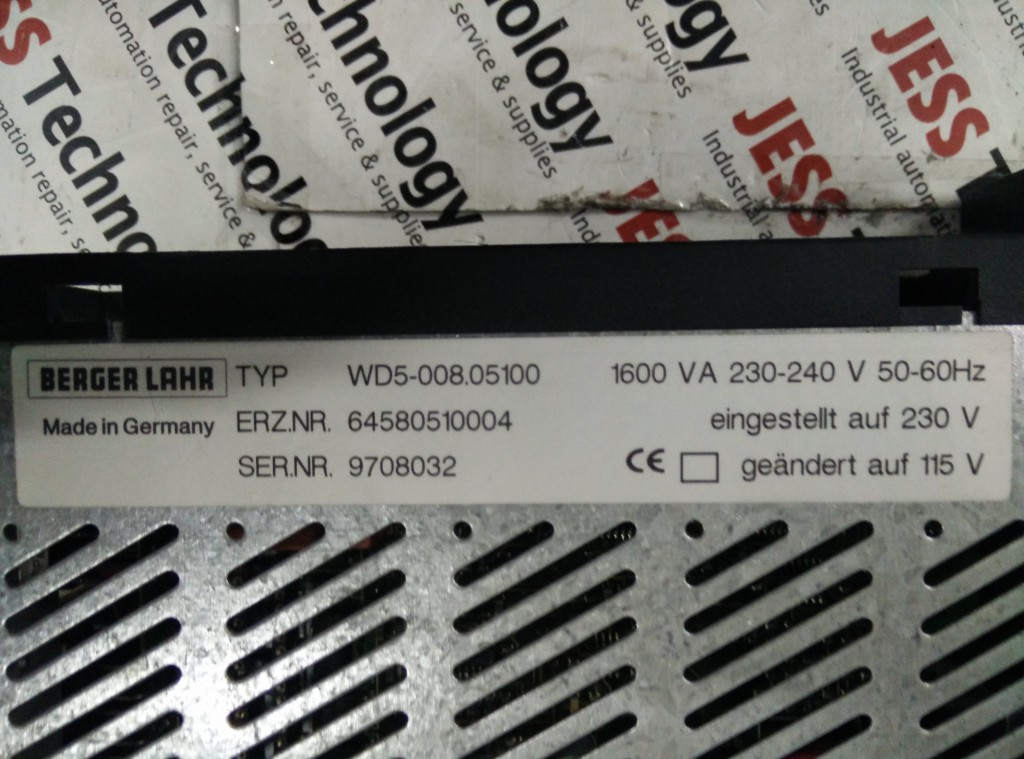 JESS Technology
Industrial automation repair, service & supplies
BERGER LAHR
Made in Germany
TYP WD5-008.05100
ERZ.NR. 64580510004
SER.NR. 9708032
1600 VA 230-240 V 50-60Hz
eingestellt auf 230 V
CE geändert auf 115 V